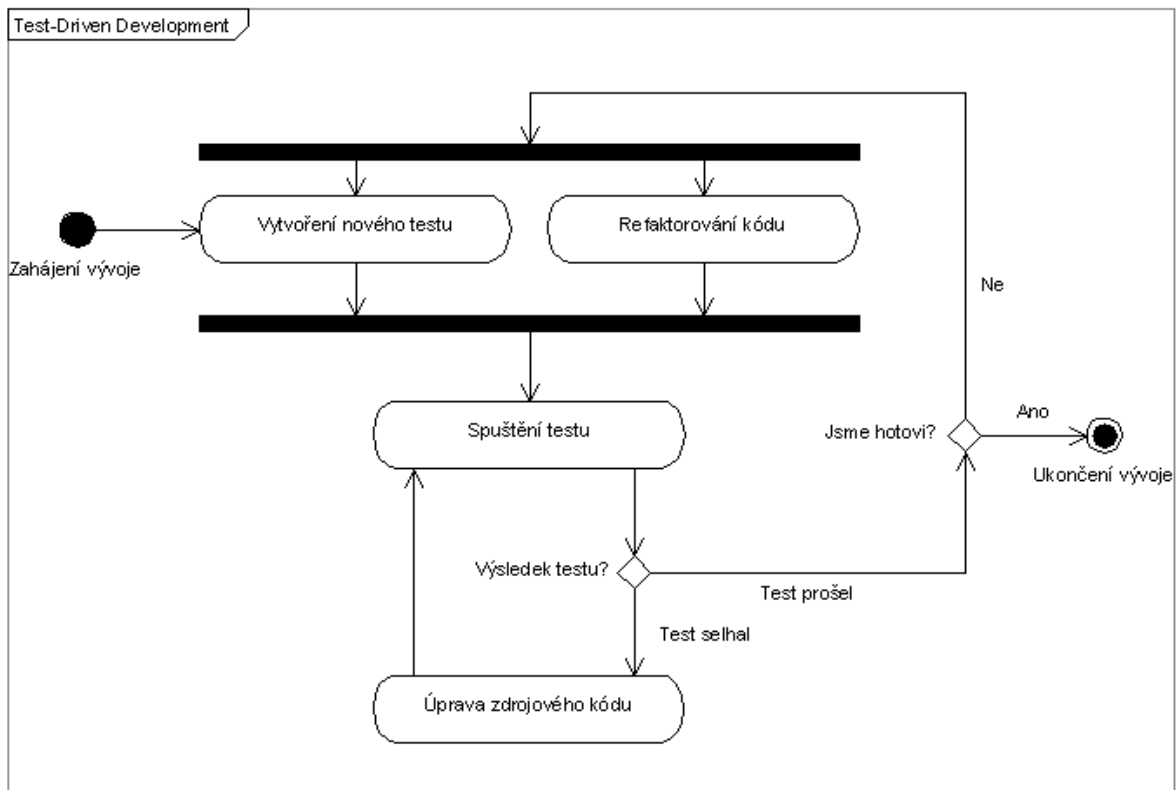 Test-Driven Development
Vytvoření nového testu
Refaktorování kódu
Zahájení vývoje
Ne
Spuštění testu
Jsme hotovi?
Ano
Ukončení vývoje
Výsledek testu?
Test prošel
Test selhal
Úprava zdrojového kódu